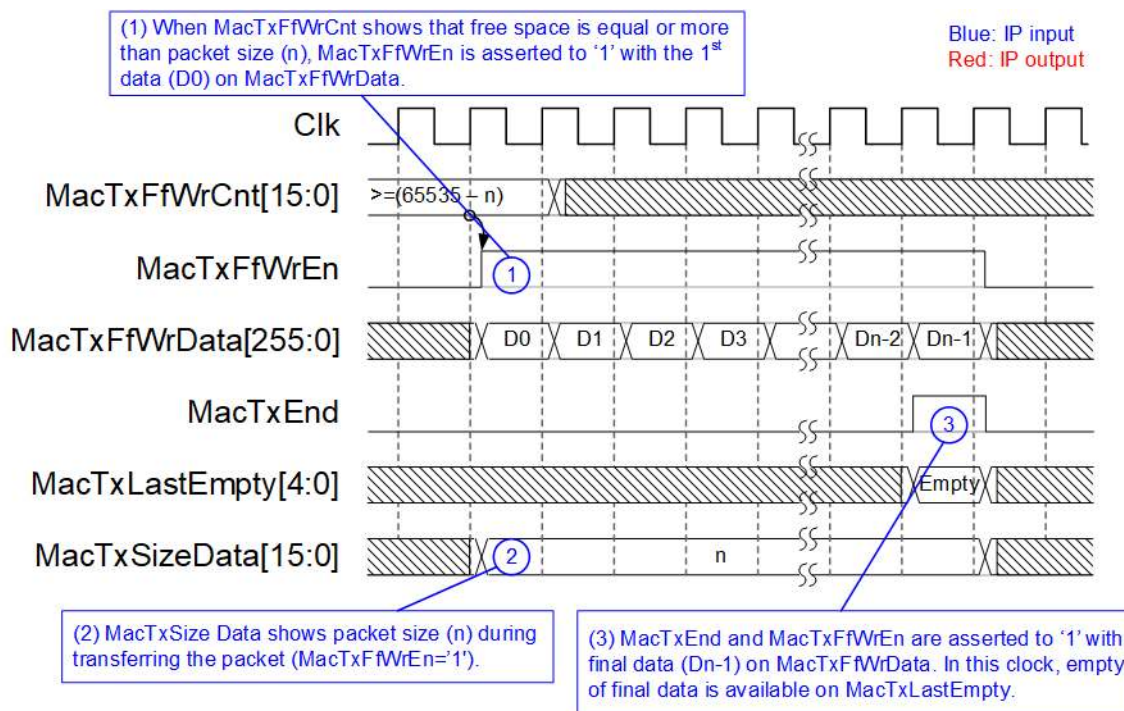 (1) When MacTxFfWrCnt shows that free space is equal or more
than packet size (n), MacTxFfWrEn is asserted to ‘1’ with the 1st
data (D0) on MacTxFfWrData.
Blue: IP input
Red: IP output
Clk
MacTxFfWrCnt[15:0]
>=(65535 – n)
MacTxFfWrEn
1
MacTxFfWrData[255:0]
D0 D1 D2 D3 Dn-2 Dn-1
MacTxEnd
3
MacTxLastEmpty[4:0]
Empty
MacTxSizeData[15:0]
2
n
(2) MacTxSize Data shows packet size (n) during
transferring the packet (MacTxFfWrEn=’1’).
(3) MacTxEnd and MacTxFfWrEn are asserted to ‘1’ with
final data (Dn-1) on MacTxFfWrData. In this clock, empty
of final data is available on MacTxLastEmpty.